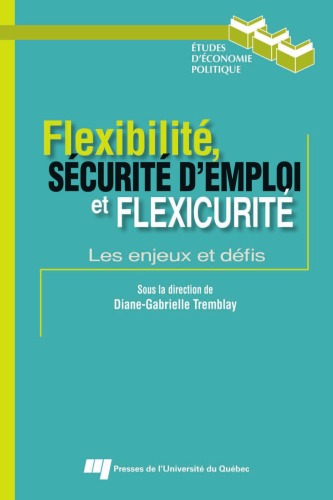 ÉTUDES
D'ÉCONOMIE
POLITIQUE
Flexibilité,
SÉCURITÉ D'EMPLOI
et FLEXICURITÉ
Les enjeux et défis
Sous la direction de
Diane-Gabrielle Tremblay
Presses de l'Université du Québec